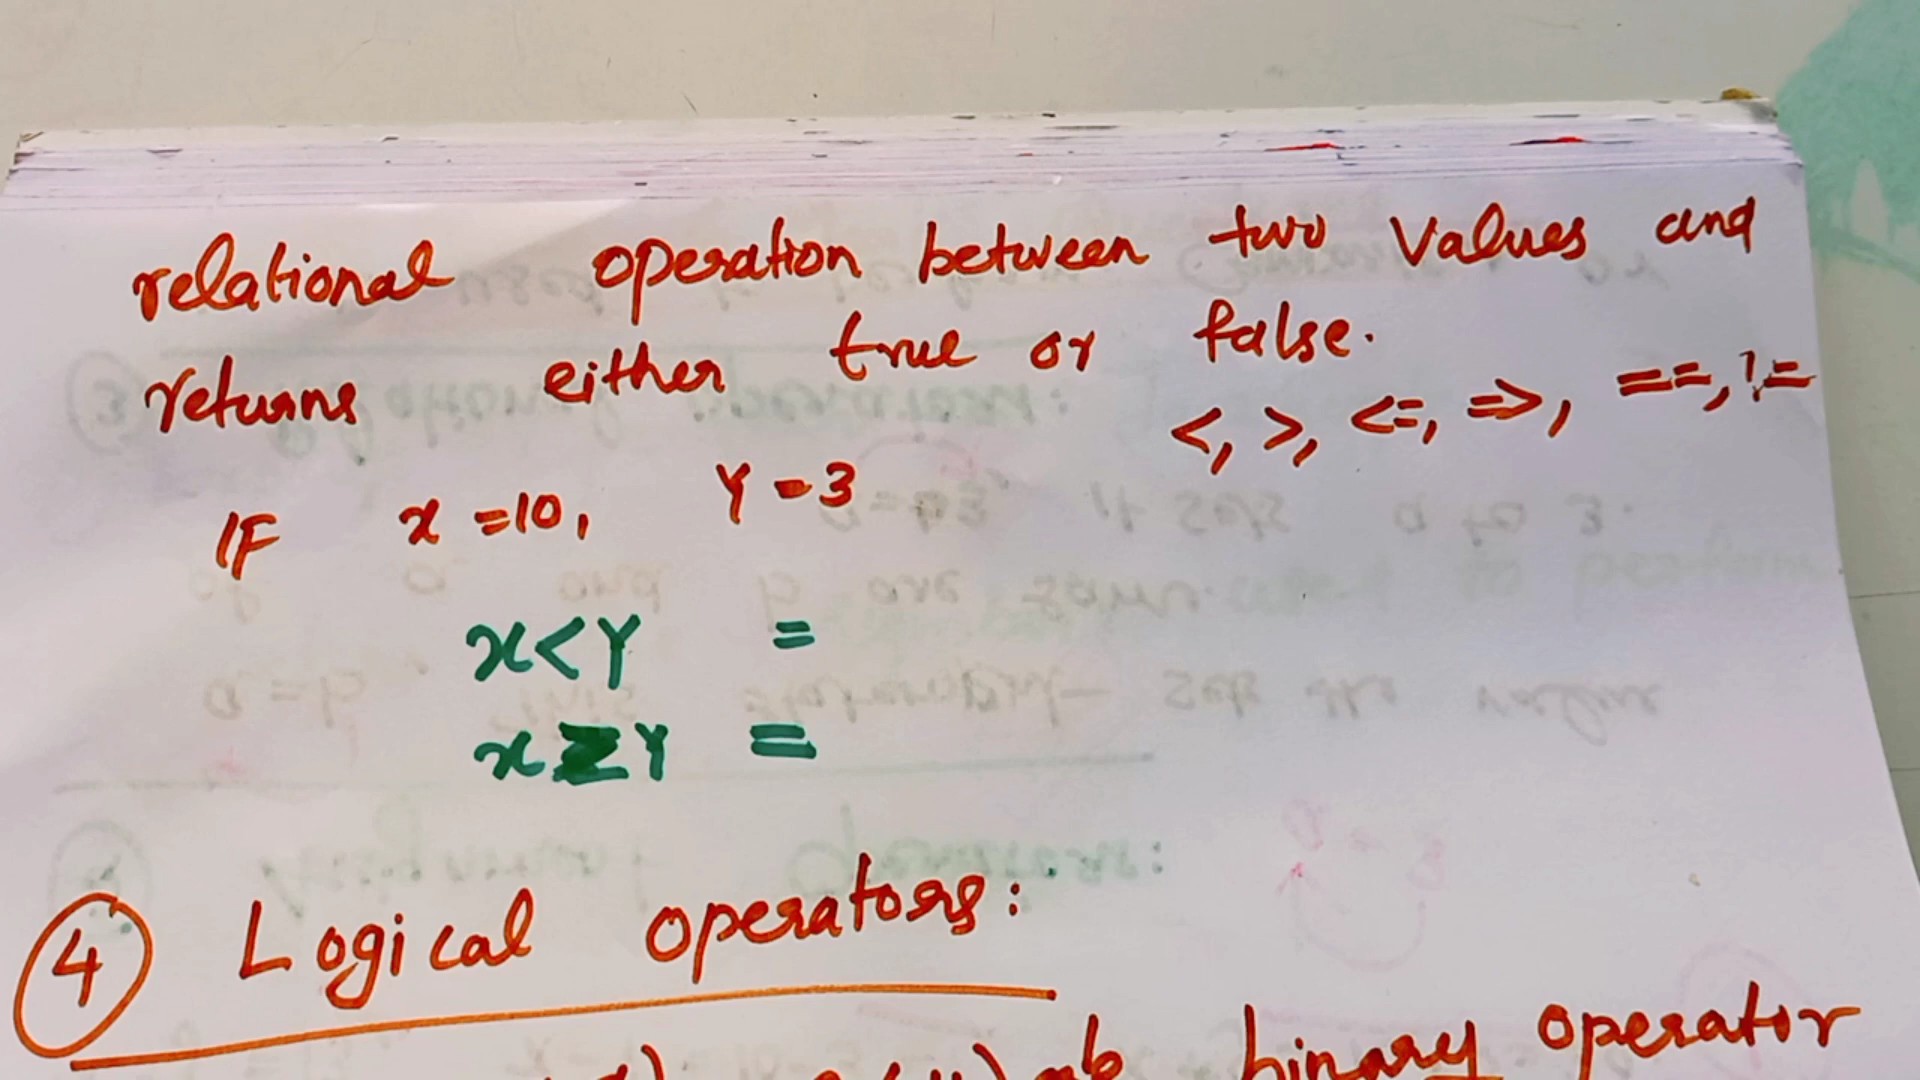 relational operation between two values and
returns either true or false.
<, >, <=, =>, ==, !=
IF x =10, Y =3
x<Y =
x≥Y =
4 Logical operators:
binary operator